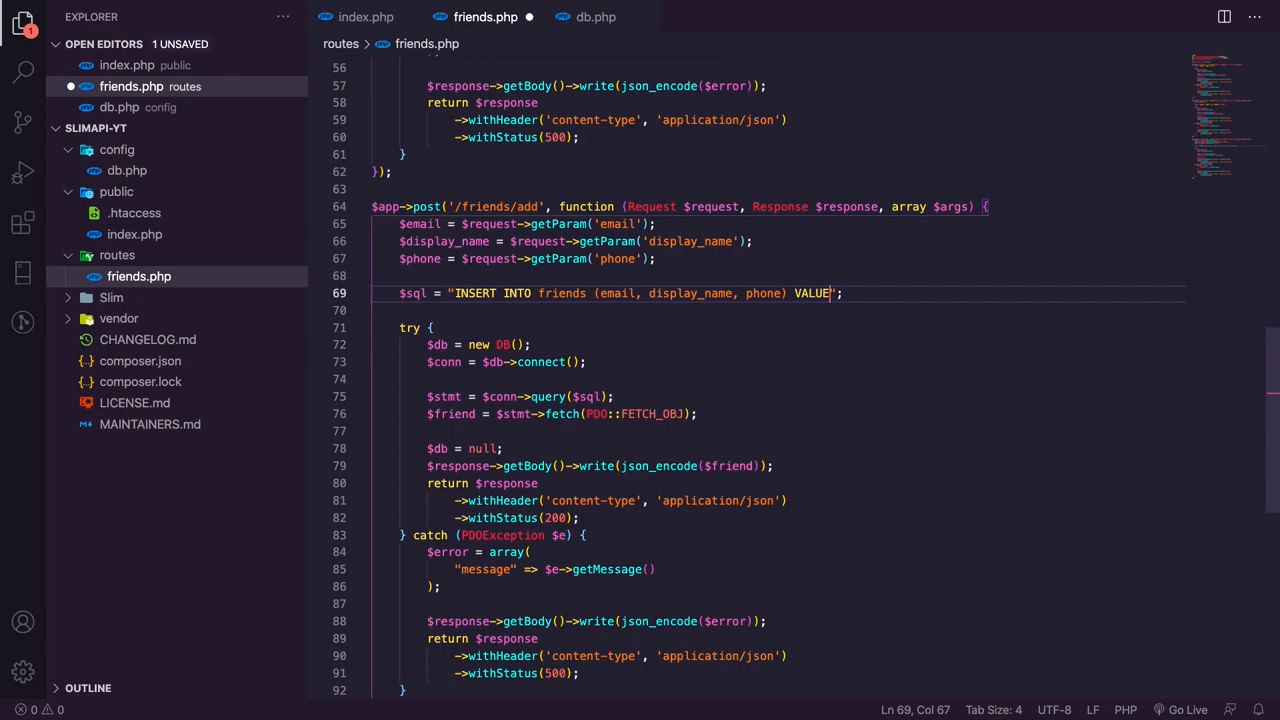 EXPLORER
index.php
friends.php
db.php
OPEN EDITORS 1 UNSAVED
routes > friends.php
index.php public
friends.php routes
db.php config
SLIMAPI-YT
config
db.php
public
.htaccess
index.php
routes
friends.php
Slim
vendor
CHANGELOG.md
composer.json
composer.lock
LICENSE.md
MAINTAINERS.md
OUTLINE
1
56
57 $response->getBody()->write(json_encode($error));
58 return $response
59 ->withHeader('content-type', 'application/json')
60 ->withStatus(500);
61 }
62 });
63
64 $app->post('/friends/add', function (Request $request, Response $response, array $args) {
65 $email = $request->getParam('email');
66 $display_name = $request->getParam('display_name');
67 $phone = $request->getParam('phone');
68
69 $sql = "INSERT INTO friends (email, display_name, phone) VALUE";
70
71 try {
72 $db = new DB();
73 $conn = $db->connect();
74
75 $stmt = $conn->query($sql);
76 $friend = $stmt->fetch(PDO::FETCH_OBJ);
77
78 $db = null;
79 $response->getBody()->write(json_encode($friend));
80 return $response
81 ->withHeader('content-type', 'application/json')
82 ->withStatus(200);
83 } catch (PDOException $e) {
84 $error = array(
85 "message" => $e->getMessage()
86 );
87
88 $response->getBody()->write(json_encode($error));
89 return $response
90 ->withHeader('content-type', 'application/json')
91 ->withStatus(500);
92 }
0 0
Ln 69, Col 67 Tab Size: 4 UTF-8 LF PHP Go Live